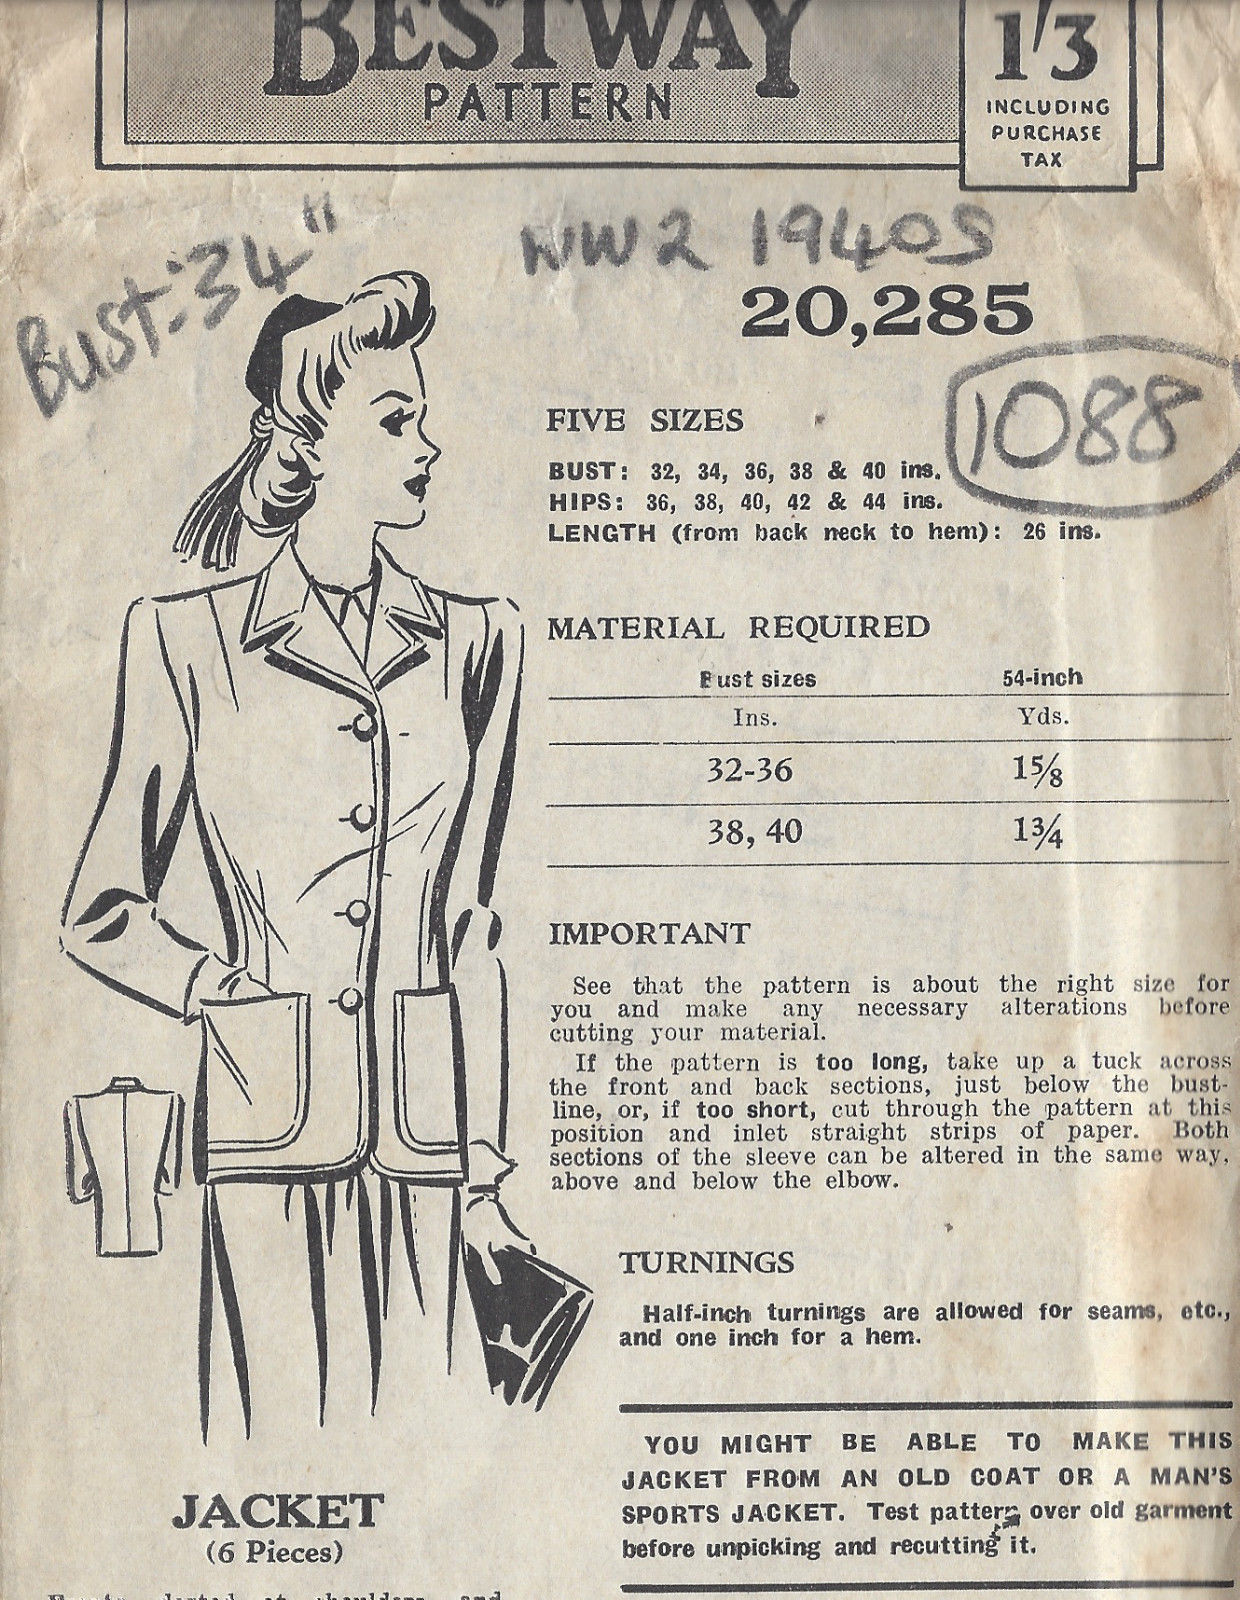 BESTWAY
PATTERN
1/3
INCLUDING
PURCHASE
TAX
Bust: 34"
WW2 1940s
20,285
1088
FIVE SIZES
BUST: 32, 34, 36, 38 & 40 ins.
HIPS: 36, 38, 40, 42 & 44 ins.
LENGTH (from back neck to hem): 26 ins.
MATERIAL REQUIRED
Bust sizes 54-inch
Ins. Yds.
32-36 1⅝
38, 40 1¾
IMPORTANT
See that the pattern is about the right size for
you and make any necessary alterations before
cutting your material.
If the pattern is too long, take up a tuck across
the front and back sections, just below the bust-
line, or, if too short, cut through the pattern at this
position and inlet straight strips of paper. Both
sections of the sleeve can be altered in the same way,
above and below the elbow.
TURNINGS
Half-inch turnings are allowed for seams, etc.,
and one inch for a hem.
YOU MIGHT BE ABLE TO MAKE THIS
JACKET FROM AN OLD COAT OR A MAN'S
SPORTS JACKET. Test pattern over old garment
before unpicking and recutting it.
JACKET
(6 Pieces)
at shoulders and